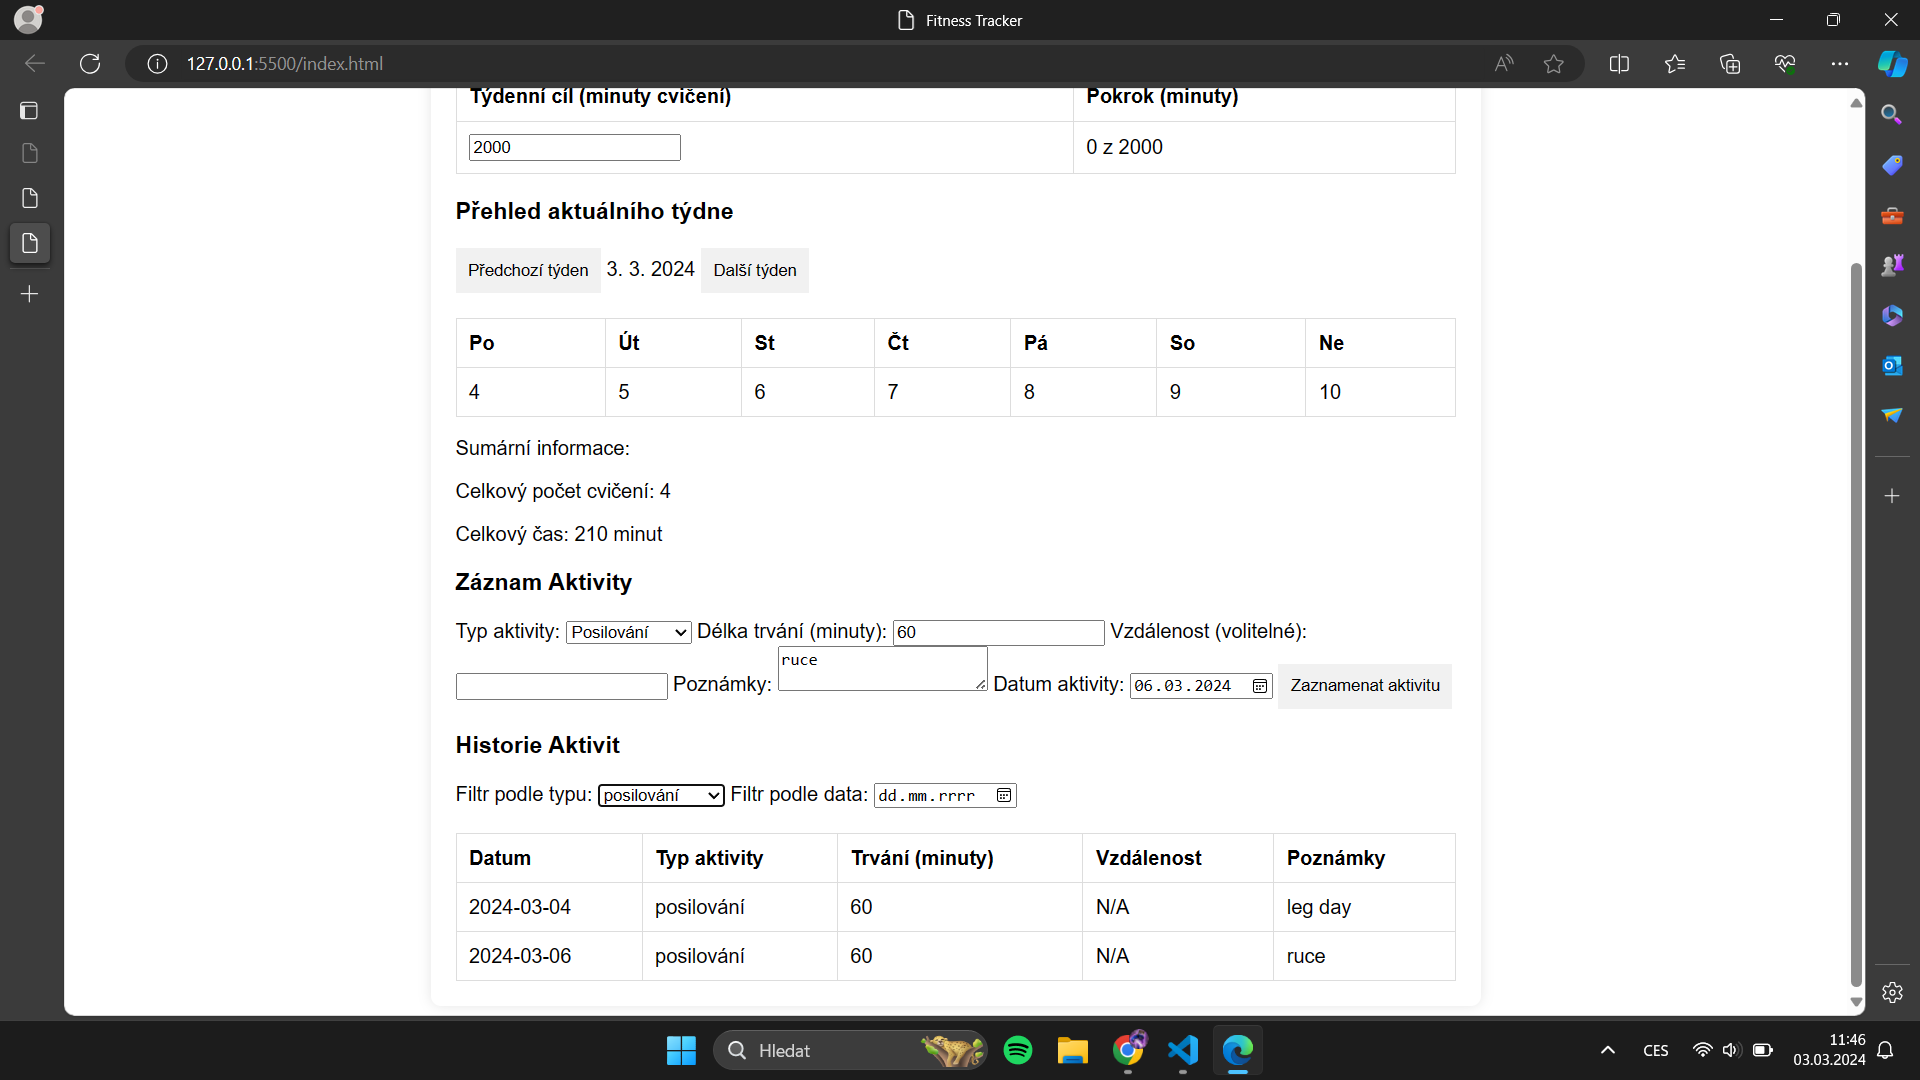 Fitness Tracker
127.0.0.1:5500/index.html
Týdenní cíl (minuty cvičení) Pokrok (minuty)
2000 0 z 2000
Přehled aktuálního týdne
Předchozí týden 3. 3. 2024 Další týden
Po Út St Čt Pá So Ne
4 5 6 7 8 9 10
Sumární informace:
Celkový počet cvičení: 4
Celkový čas: 210 minut
Záznam Aktivity
Typ aktivity: Posilování Délka trvání (minuty): 60 Vzdálenost (volitelné):
Poznámky: ruce Datum aktivity: 06.03.2024 Zaznamenat aktivitu
Historie Aktivit
Filtr podle typu: posilování Filtr podle data: dd.mm.rrrr
Datum Typ aktivity Trvání (minuty) Vzdálenost Poznámky
2024-03-04 posilování 60 N/A leg day
2024-03-06 posilování 60 N/A ruce
Hledat
CES
11:46
03.03.2024